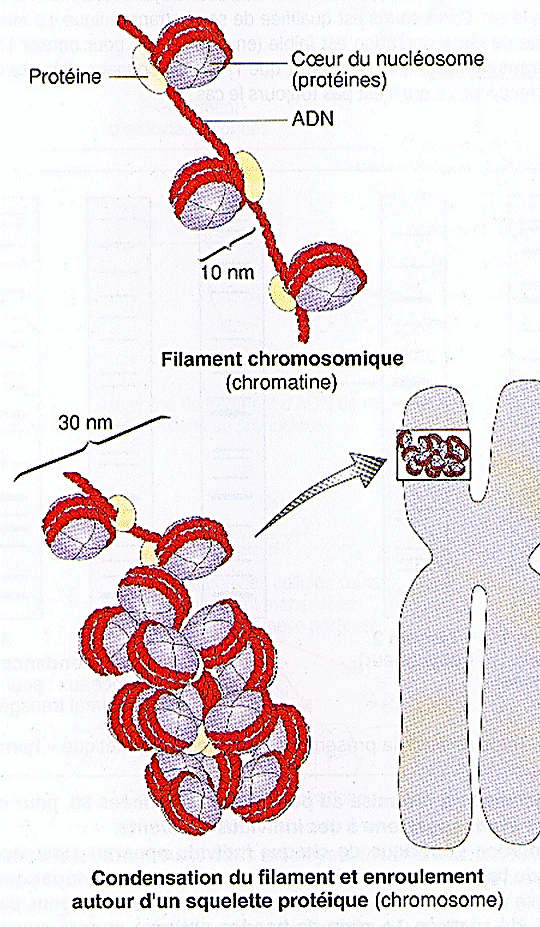 Protéine
Cœur du nucléosome
(protéines)
ADN
10 nm
Filament chromosomique
(chromatine)
30 nm
Condensation du filament et enroulement
autour d'un squelette protéique (chromosome)